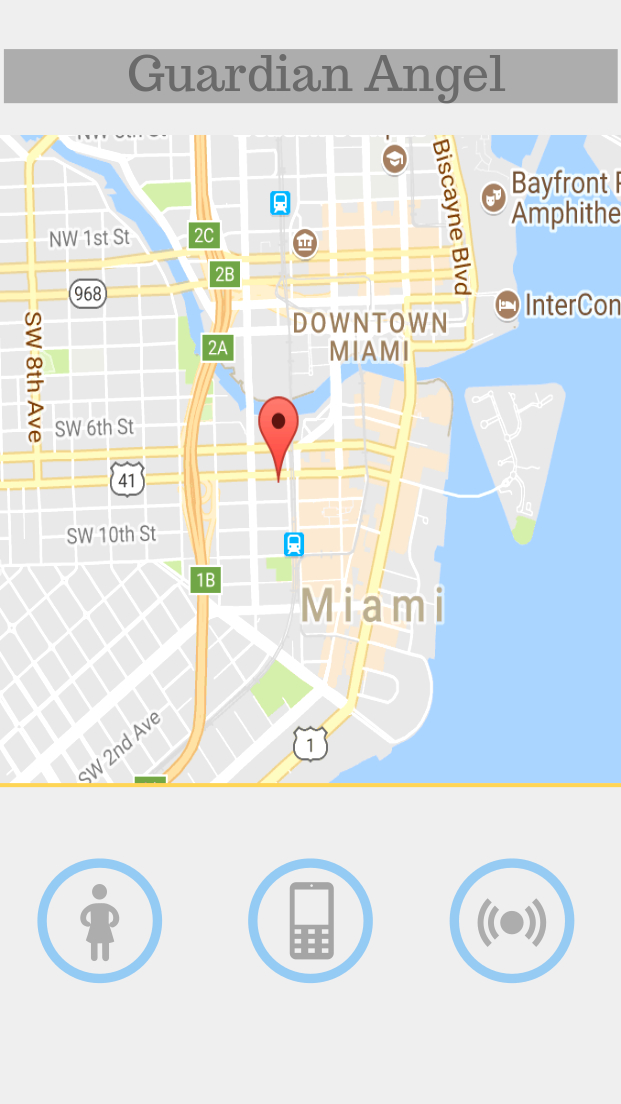 Guardian Angel
Biscayne Blvd
Bayfront P
Amphithe
NW 1st St
2C
2B
968
InterCon
DOWNTOWN
MIAMI
2A
SW 8th Ave
SW 6th St
41
SW 10th St
1B
Miami
SW 2nd Ave
1